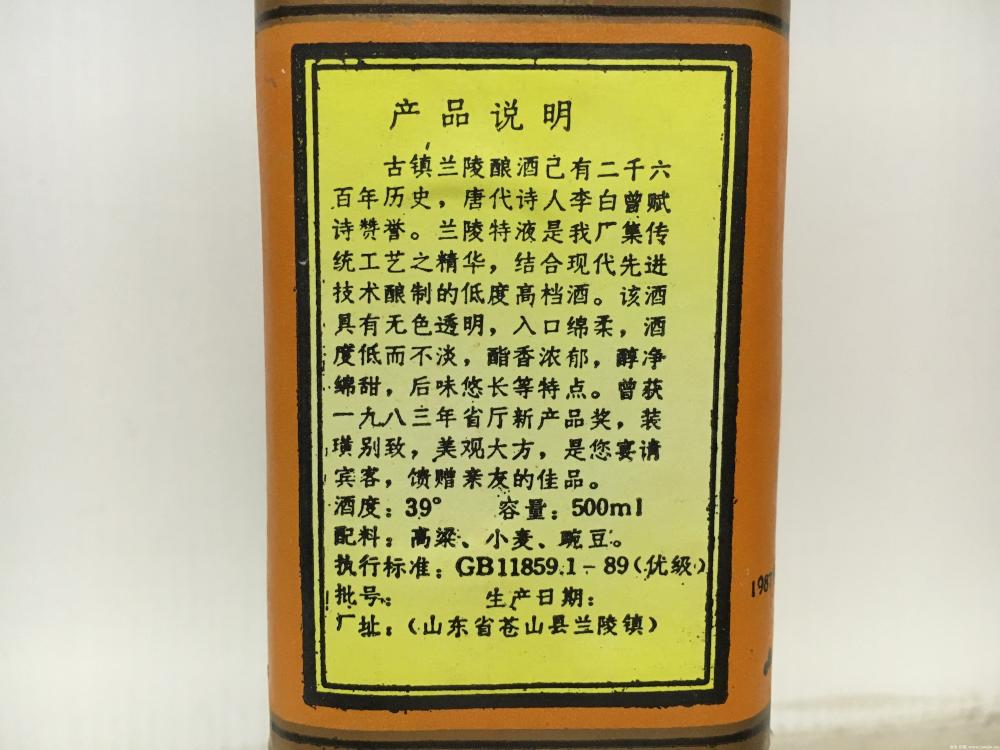 产品说明
古镇兰陵酿酒已有二千六
百年历史，唐代诗人李白曾赋
诗赞誉。兰陵特液是我厂集传
统工艺之精华，结合现代先进
技术酿制的低度高档酒。该酒
具有无色透明，入口绵柔，酒
度低而不淡，酯香浓郁，醇净
绵甜，后味悠长等特点。曾获
一九八三年省厅新产品奖，装
璜别致，美观大方，是您宴请
宾客，馈赠亲友的佳品。
酒度：39°　容量：500ml
配料：高梁、小麦、豌豆。
执行标准：GB11859.1－89（优级）
批号：　生产日期：
厂址：（山东省苍山县兰陵镇）
1987